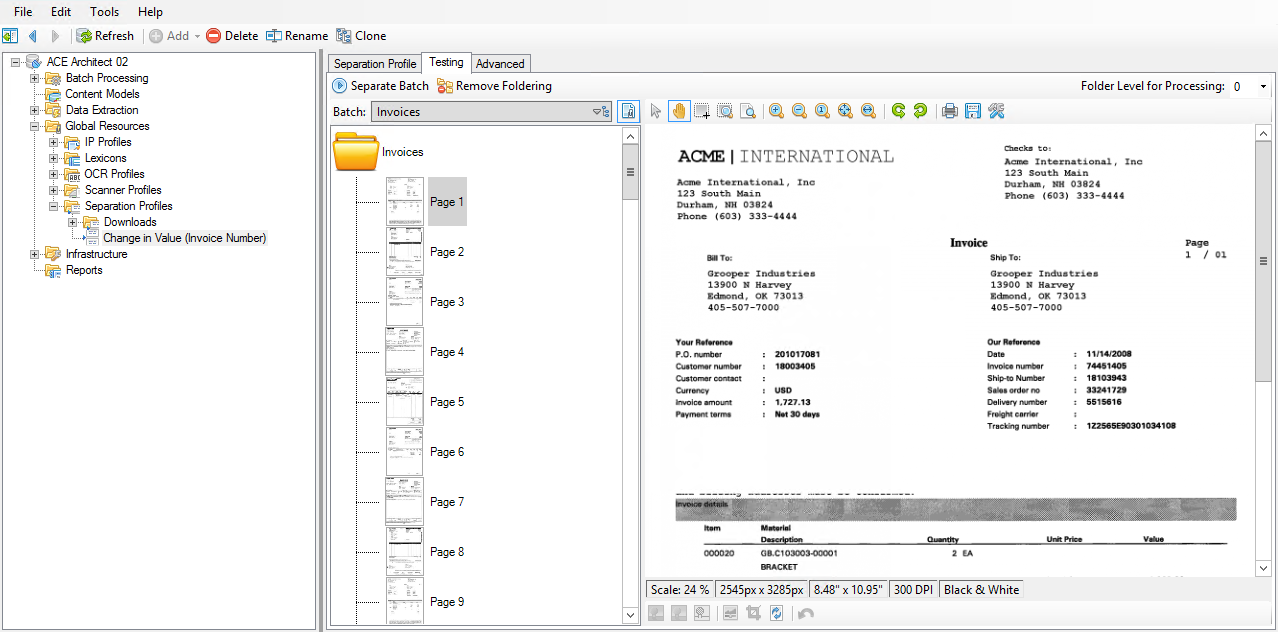 File Edit Tools Help
Refresh Add Delete Rename Clone
ACE Architect 02
Batch Processing
Content Models
Data Extraction
Global Resources
IP Profiles
Lexicons
OCR Profiles
Scanner Profiles
Separation Profiles
Downloads
Change in Value (Invoice Number)
Infrastructure
Reports
Separation Profile Testing Advanced
Separate Batch Remove Foldering Folder Level for Processing: 0
Batch: Invoices
Invoices
Page 1
Page 2
Page 3
Page 4
Page 5
Page 6
Page 7
Page 8
Page 9
ACME | INTERNATIONAL
Acme International, Inc
123 South Main
Durham, NH 03824
Phone (603) 333-4444
Checks to:
Acme International, Inc
123 South Main
Durham, NH 03824
Phone (603) 333-4444
Invoice
Page
1 / 01
Bill To:
Grooper Industries
13900 N Harvey
Edmond, OK 73013
405-507-7000
Ship To:
Grooper Industries
13900 N Harvey
Edmond, OK 73013
405-507-7000
Your Reference
P.O. number : 201017081
Customer number : 18003405
Customer contact :
Currency : USD
Invoice amount : 1,727.13
Payment terms : Net 30 days
Our Reference
Date : 11/14/2008
Invoice number : 74451405
Ship-to Number : 18103943
Sales order no : 33241729
Delivery number : 5515616
Freight carrier :
Tracking number : 1Z2565E90301034108
Invoice details
Item Material
Description Quantity Unit Price Value
000020 GB.C103003-00001 2 EA
BRACKET
Scale: 24 % 2545px x 3285px 8.48" x 10.95" 300 DPI Black & White